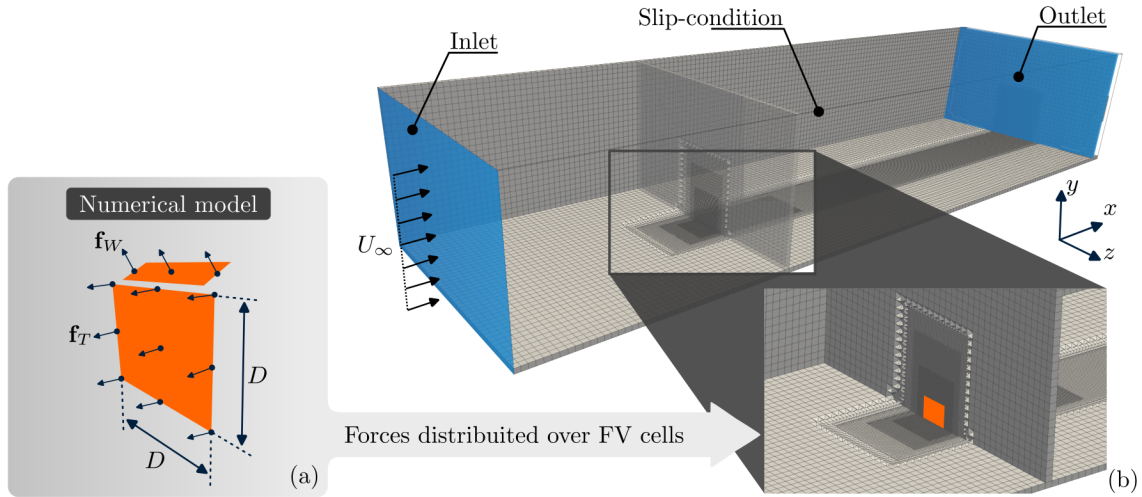 Slip-condition
Outlet
Inlet
Numerical model
f_W
f_T
D
D
(a)
U_∞
y
x
z
Forces distribuited over FV cells
(b)